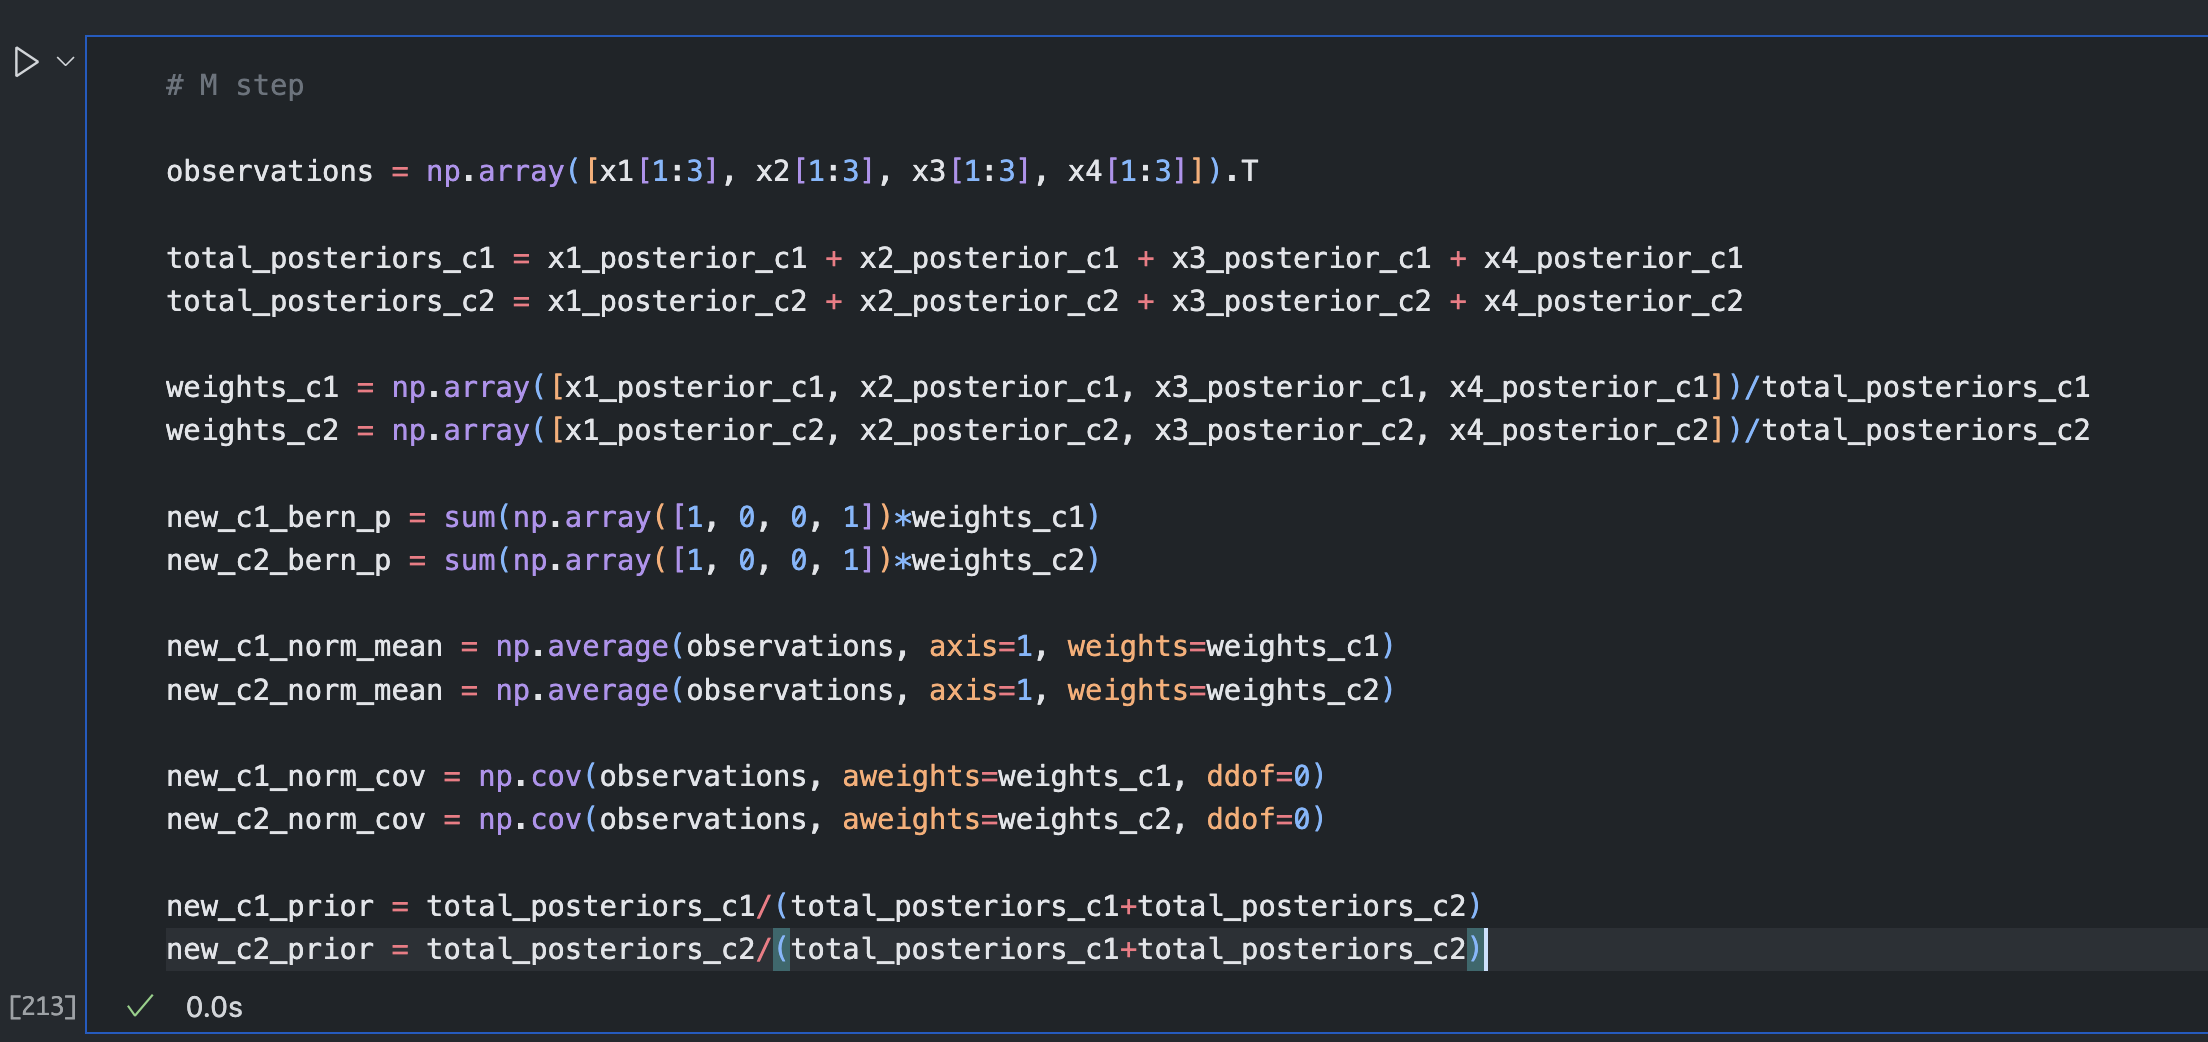 # M step
observations = np.array([x1[1:3], x2[1:3], x3[1:3], x4[1:3]]).T
total_posteriors_c1 = x1_posterior_c1 + x2_posterior_c1 + x3_posterior_c1 + x4_posterior_c1
total_posteriors_c2 = x1_posterior_c2 + x2_posterior_c2 + x3_posterior_c2 + x4_posterior_c2
weights_c1 = np.array([x1_posterior_c1, x2_posterior_c1, x3_posterior_c1, x4_posterior_c1])/total_posteriors_c1
weights_c2 = np.array([x1_posterior_c2, x2_posterior_c2, x3_posterior_c2, x4_posterior_c2])/total_posteriors_c2
new_c1_bern_p = sum(np.array([1, 0, 0, 1])*weights_c1)
new_c2_bern_p = sum(np.array([1, 0, 0, 1])*weights_c2)
new_c1_norm_mean = np.average(observations, axis=1, weights=weights_c1)
new_c2_norm_mean = np.average(observations, axis=1, weights=weights_c2)
new_c1_norm_cov = np.cov(observations, aweights=weights_c1, ddof=0)
new_c2_norm_cov = np.cov(observations, aweights=weights_c2, ddof=0)
new_c1_prior = total_posteriors_c1/(total_posteriors_c1+total_posteriors_c2)
new_c2_prior = total_posteriors_c2/(total_posteriors_c1+total_posteriors_c2)
[213] ✓ 0.0s